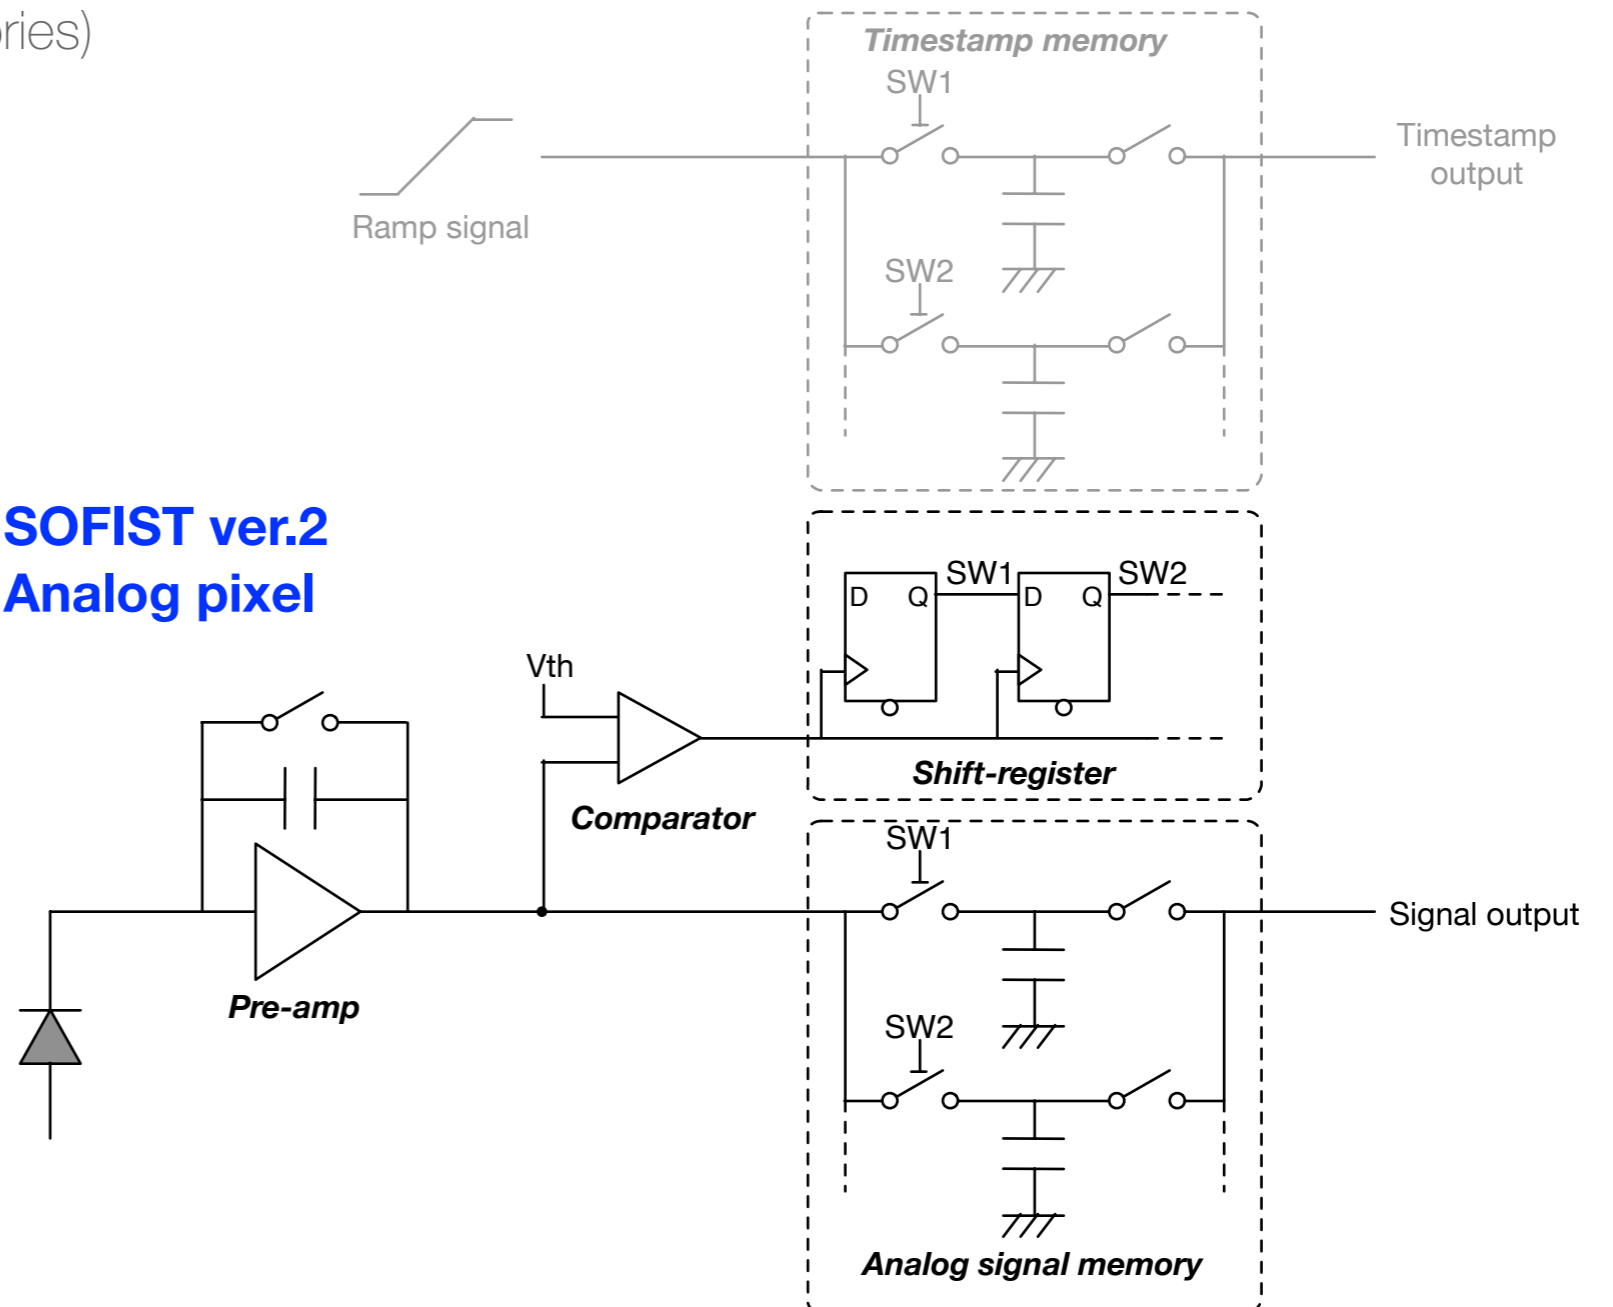 Timestamp memory
SW1
Timestamp
output
Ramp signal
SW2
SOFIST ver.2
Analog pixel
SW1 SW2
D Q D Q
Vth
Shift-register
Comparator
SW1
Signal output
Pre-amp
SW2
Analog signal memory